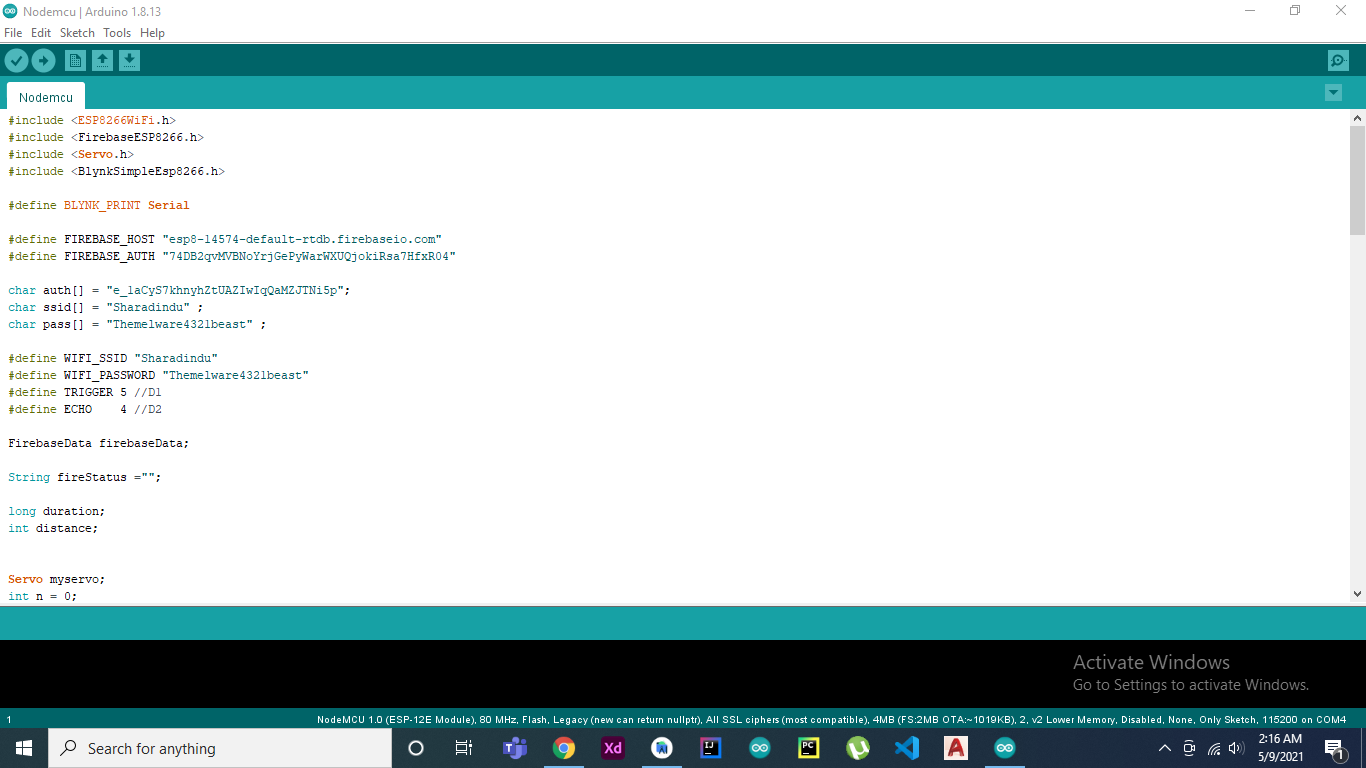 Nodemcu | Arduino 1.8.13
File Edit Sketch Tools Help
Nodemcu
#include <ESP8266WiFi.h>
#include <FirebaseESP8266.h>
#include <Servo.h>
#include <BlynkSimpleEsp8266.h>
#define BLYNK_PRINT Serial
#define FIREBASE_HOST "esp8-14574-default-rtdb.firebaseio.com"
#define FIREBASE_AUTH "74DB2qvMVBNoYrjGePyWarWXUQjokiRsa7HfxR04"
char auth[] = "e_1aCyS7khnyhZtUAZIwIqQaMZJTNi5p";
char ssid[] = "Sharadindu" ;
char pass[] = "Themelware4321beast" ;
#define WIFI_SSID "Sharadindu"
#define WIFI_PASSWORD "Themelware4321beast"
#define TRIGGER 5 //D1
#define ECHO    4 //D2
FirebaseData firebaseData;
String fireStatus ="";
long duration;
int distance;
Servo myservo;
int n = 0;
Activate Windows
Go to Settings to activate Windows.
1 NodeMCU 1.0 (ESP-12E Module), 80 MHz, Flash, Legacy (new can return nullptr), All SSL ciphers (most compatible), 4MB (FS:2MB OTA:~1019KB), 2, v2 Lower Memory, Disabled, None, Only Sketch, 115200 on COM4
Search for anything
Xd
IJ
PC
2:16 AM
5/9/2021
1